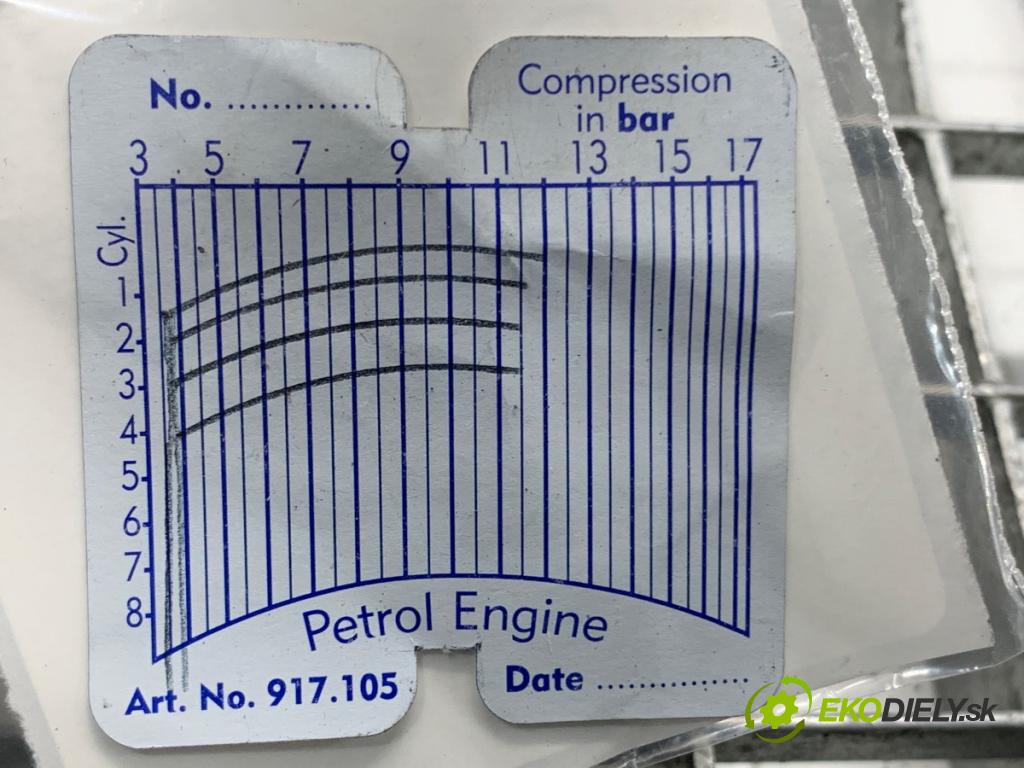 No. ...............
Compression
in bar
3 5 7 9 11 13 15 17
Cyl.
1
2
3
4
5
6
7
8
Petrol Engine
Art. No. 917.105
Date ...............
EKODIELY.sk